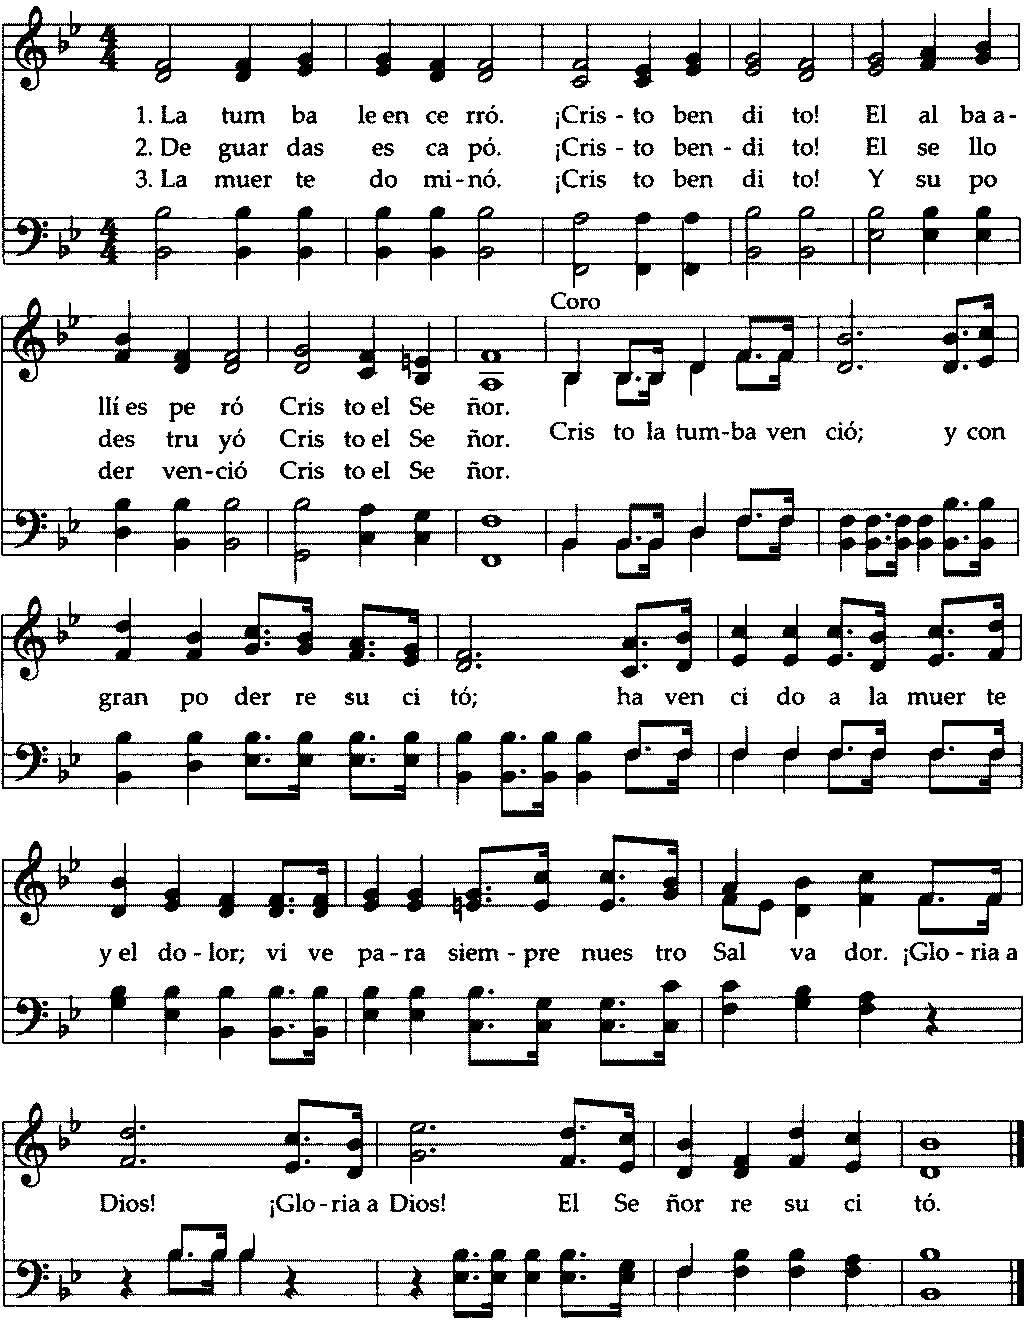 1. La tum ba le en ce rró. ¡Cris - to ben di to! El al ba a-
2. De guar das es ca pó. ¡Cris - to ben - di to! El se llo
3. La muer te do mi - nó. ¡Cris to ben di to! Y su po
Coro
llí es pe ró Cris to el Se ñor.
des tru yó Cris to el Se ñor.
der ven - ció Cris to el Se ñor.
Cris to la tum - ba ven ció; y con
gran po der re su ci tó; ha ven ci do a la muer te
y el do - lor; vi ve pa - ra siem - pre nues tro Sal va dor. ¡Glo - ria a
Dios! ¡Glo - ria a Dios! El Se ñor re su ci tó.